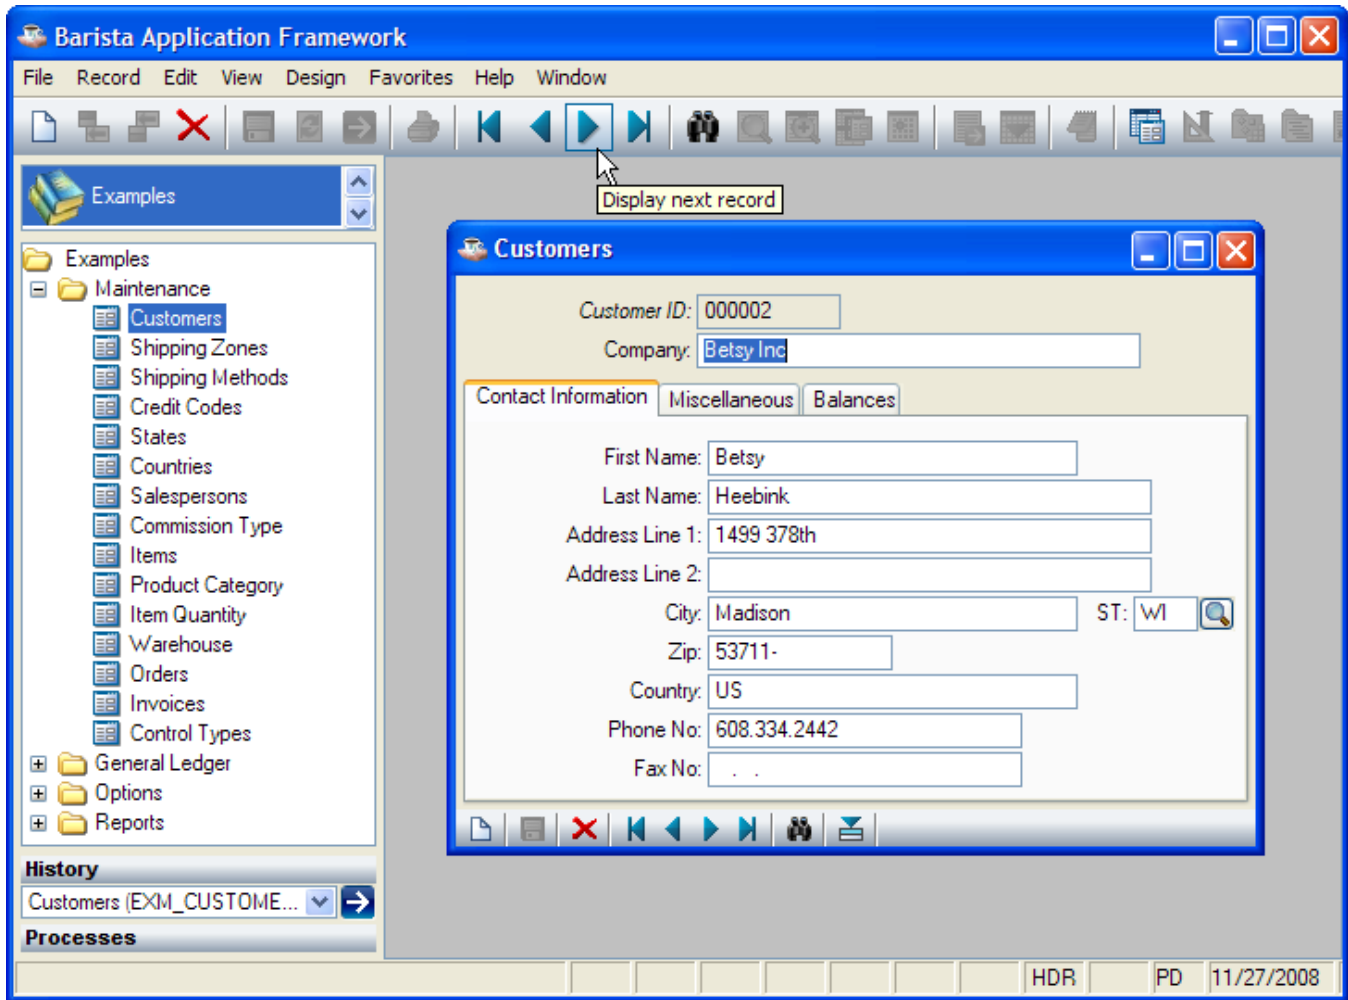 Barista Application Framework
File Record Edit View Design Favorites Help Window
Display next record
Examples
Examples
Maintenance
Customers
Shipping Zones
Shipping Methods
Credit Codes
States
Countries
Salespersons
Commission Type
Items
Product Category
Item Quantity
Warehouse
Orders
Invoices
Control Types
General Ledger
Options
Reports
History
Customers (EXM_CUSTOME...
Processes
Customers
Customer ID: 000002
Company: Betsy Inc
Contact Information Miscellaneous Balances
First Name: Betsy
Last Name: Heebink
Address Line 1: 1499 378th
Address Line 2:
City: Madison ST: WI
Zip: 53711-
Country: US
Phone No: 608.334.2442
Fax No: . .
HDR PD 11/27/2008